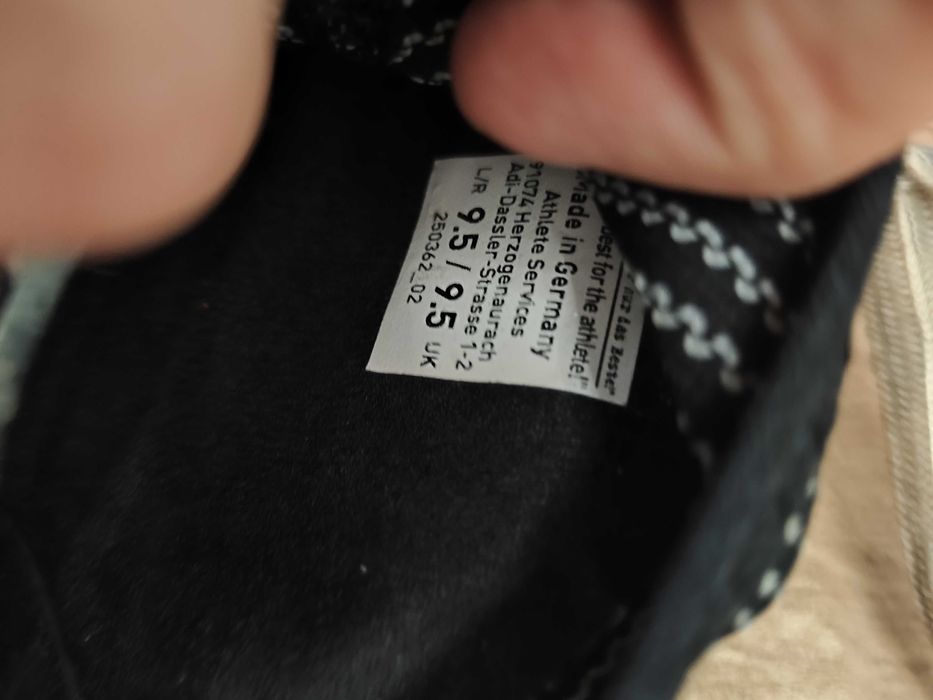 nur das Beste!"
best for the athlete!"
Made in Germany
Athlete Services
91074 Herzogenaurach
Adi-Dassler-Strasse 1-2
L/R 9.5 / 9.5 UK
250362_02